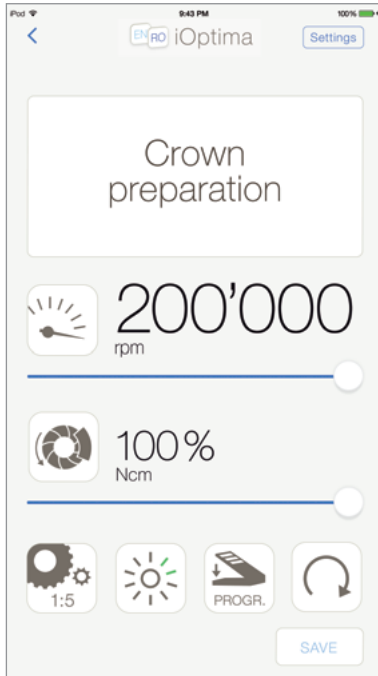 iPod 9:43 PM 100%
EN RO iOptima Settings
Crown
preparation
200’000
rpm
100%
Ncm
1:5 PROGR.
SAVE